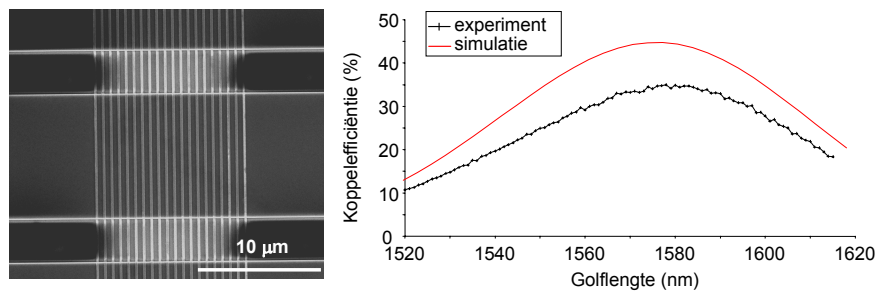 10 μm
experiment
simulatie
Koppelefficiëntie (%)
50
40
30
20
10
0
1520
1540
1560
1580
1600
1620
Golflengte (nm)